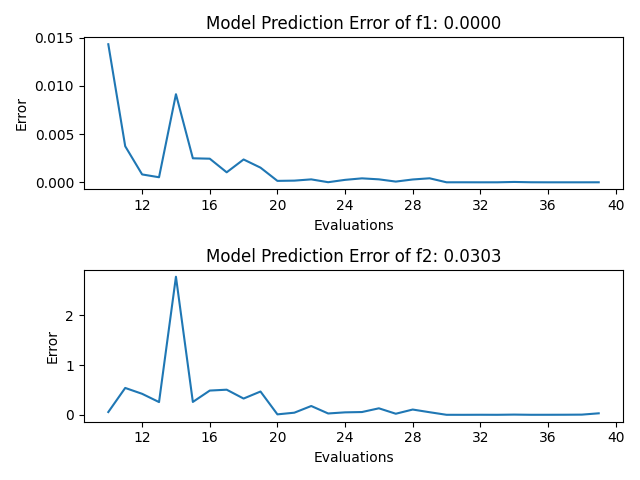 Model Prediction Error of f1: 0.0000
0.015
0.010
0.005
0.000
Error
12 16 20 24 28 32 36 40
Evaluations
Model Prediction Error of f2: 0.0303
2
1
0
Error
12 16 20 24 28 32 36 40
Evaluations